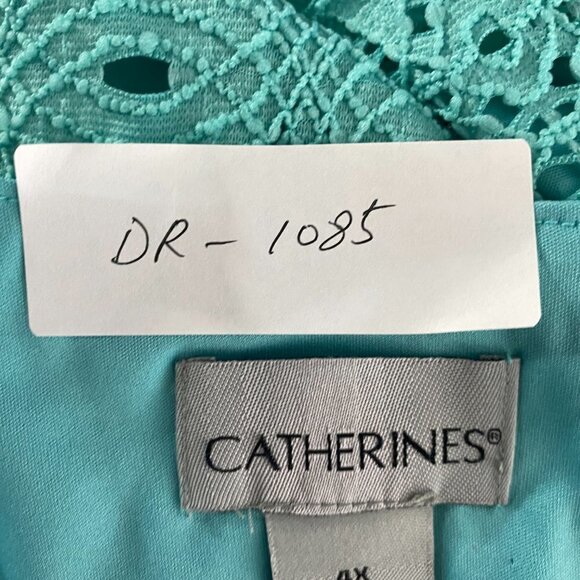 DR - 1085
CATHERINES®
4X